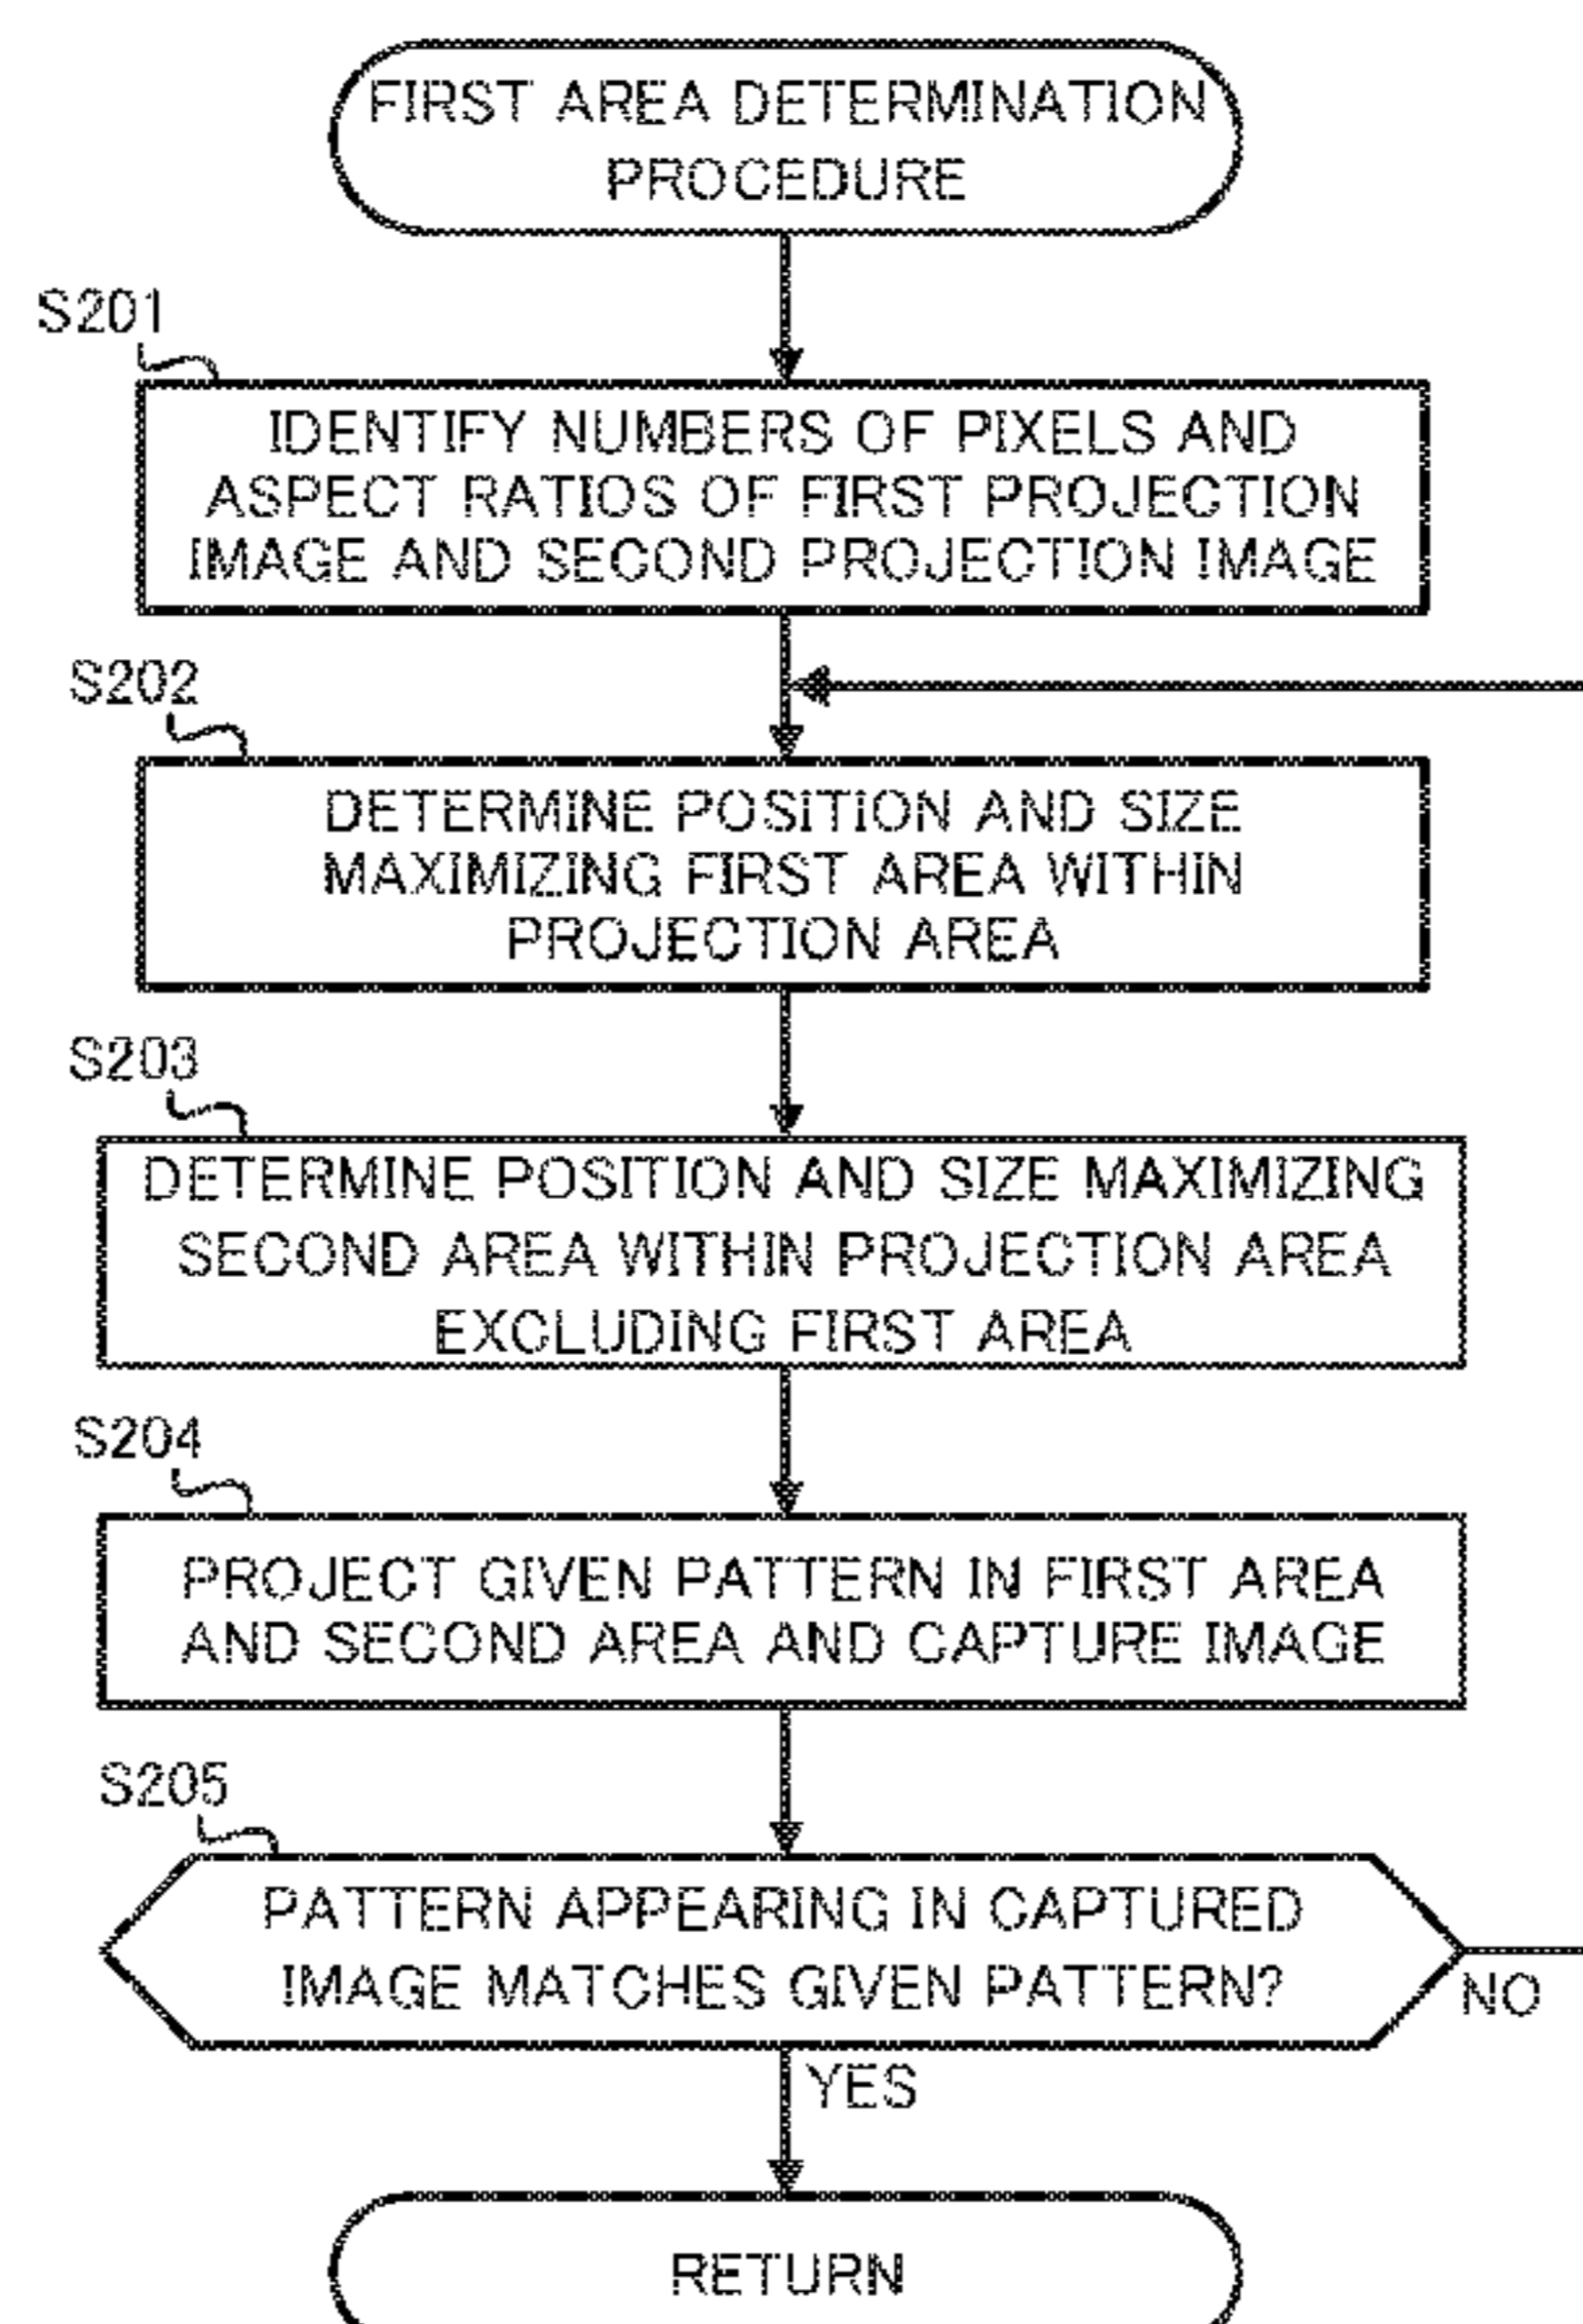 FIRST AREA DETERMINATION
PROCEDURE
S201
IDENTIFY NUMBERS OF PIXELS AND
ASPECT RATIOS OF FIRST PROJECTION
IMAGE AND SECOND PROJECTION IMAGE
S202
DETERMINE POSITION AND SIZE
MAXIMIZING FIRST AREA WITHIN
PROJECTION AREA
S203
DETERMINE POSITION AND SIZE MAXIMIZING
SECOND AREA WITHIN PROJECTION AREA
EXCLUDING FIRST AREA
S204
PROJECT GIVEN PATTERN IN FIRST AREA
AND SECOND AREA AND CAPTURE IMAGE
S205
PATTERN APPEARING IN CAPTURED
IMAGE MATCHES GIVEN PATTERN?
NO
YES
RETURN